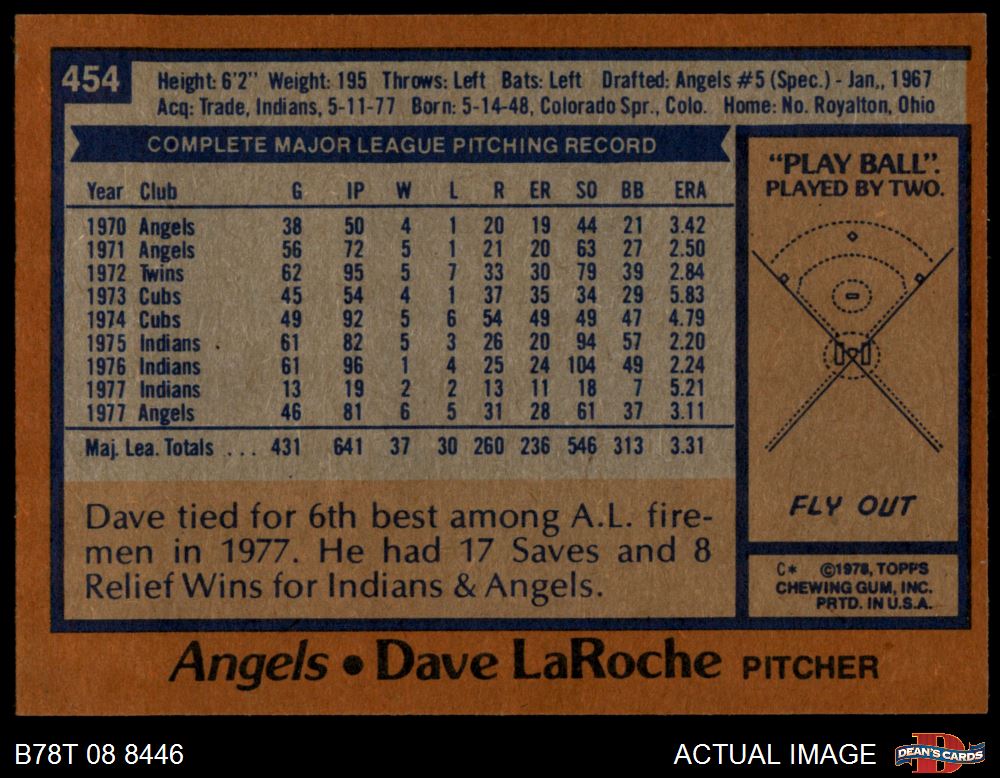 454
Height: 6'2" Weight: 195 Throws: Left Bats: Left Drafted: Angels #5 (Spec.) - Jan., 1967
Acq: Trade, Indians, 5-11-77 Born: 5-14-48, Colorado Spr., Colo. Home: No. Royalton, Ohio
COMPLETE MAJOR LEAGUE PITCHING RECORD
Year Club G IP W L R ER SO BB ERA
1970 Angels 38 50 4 1 20 19 44 21 3.42
1971 Angels 56 72 5 1 21 20 63 27 2.50
1972 Twins 62 95 5 7 33 30 79 39 2.84
1973 Cubs 45 54 4 1 37 35 34 29 5.83
1974 Cubs 49 92 5 6 54 49 49 47 4.79
1975 Indians 61 82 5 3 26 20 94 57 2.20
1976 Indians 61 96 1 4 25 24 104 49 2.24
1977 Indians 13 19 2 2 13 11 18 7 5.21
1977 Angels 46 81 6 5 31 28 61 37 3.11
Maj. Lea. Totals ... 431 641 37 30 260 236 546 313 3.31
Dave tied for 6th best among A.L. fire-
men in 1977. He had 17 Saves and 8
Relief Wins for Indians & Angels.
"PLAY BALL".
PLAYED BY TWO.
FLY OUT
C* ©1978, TOPPS
CHEWING GUM, INC.
PRTD. IN U.S.A.
Angels • Dave LaRoche PITCHER
B78T 08 8446
ACTUAL IMAGE
DEAN'S CARDS